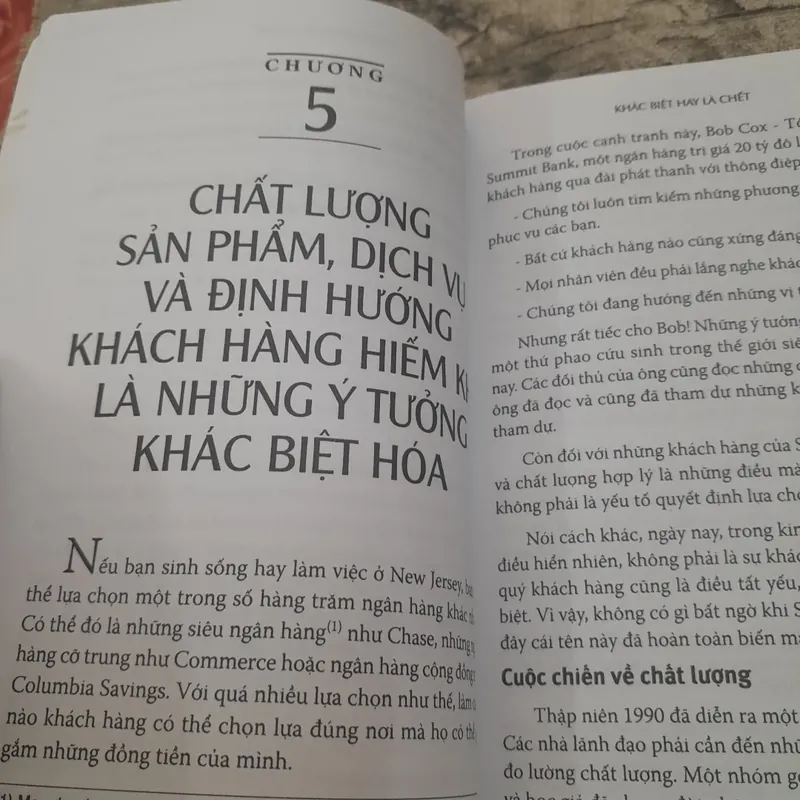 CHƯƠNG
5
CHẤT LƯỢNG
SẢN PHẨM, DỊCH VỤ
VÀ ĐỊNH HƯỚNG
KHÁCH HÀNG HIẾM
LÀ NHỮNG Ý TƯỞNG
KHÁC BIỆT HÓA
Nếu bạn sinh sống hay làm việc ở New Jersey,
thể lựa chọn một trong số hàng trăm ngân hàng khác
Có thể đó là những siêu ngân hàng(1) như Chase, những
hàng cỡ trung như Commerce hoặc ngân hàng cộng đồng
Columbia Savings. Với quá nhiều lựa chọn như thế, làm
nào khách hàng có thể chọn lựa đúng nơi mà họ có thể
gắm những đồng tiền của mình.
KHÁC BIỆT HAY LÀ CHẾT
Trong cuộc cạnh tranh này, Bob Cox -
Summit Bank, một ngân hàng trị giá 20 tỷ đô
khách hàng qua đài phát thanh với thông điệp
- Chúng tôi luôn tìm kiếm những phương
phục vụ các bạn.
- Bất cứ khách hàng nào cũng xứng đáng
- Mọi nhân viên đều phải lắng nghe khác
- Chúng tôi đang hướng đến những vị
Nhưng rất tiếc cho Bob! Những ý tưởng
một thứ phao cứu sinh trong thế giới
nay. Các đối thủ của ông cũng đọc những
ông đã đọc và cũng đã tham dự những
tham dự.
Còn đối với những khách hàng của
và chất lượng hợp lý là những điều mà
không phải là yếu tố quyết định lựa
Nói cách khác, ngày nay, trong
điều hiển nhiên, không phải là sự
quý khách hàng cũng là điều tất yếu,
biệt. Vì vậy, không có gì bất ngờ khi
đây cái tên này đã hoàn toàn biến
Cuộc chiến về chất lượng
Thập niên 1990 đã diễn ra một
Các nhà lãnh đạo phải cần đến
đo lường chất lượng. Một nhóm